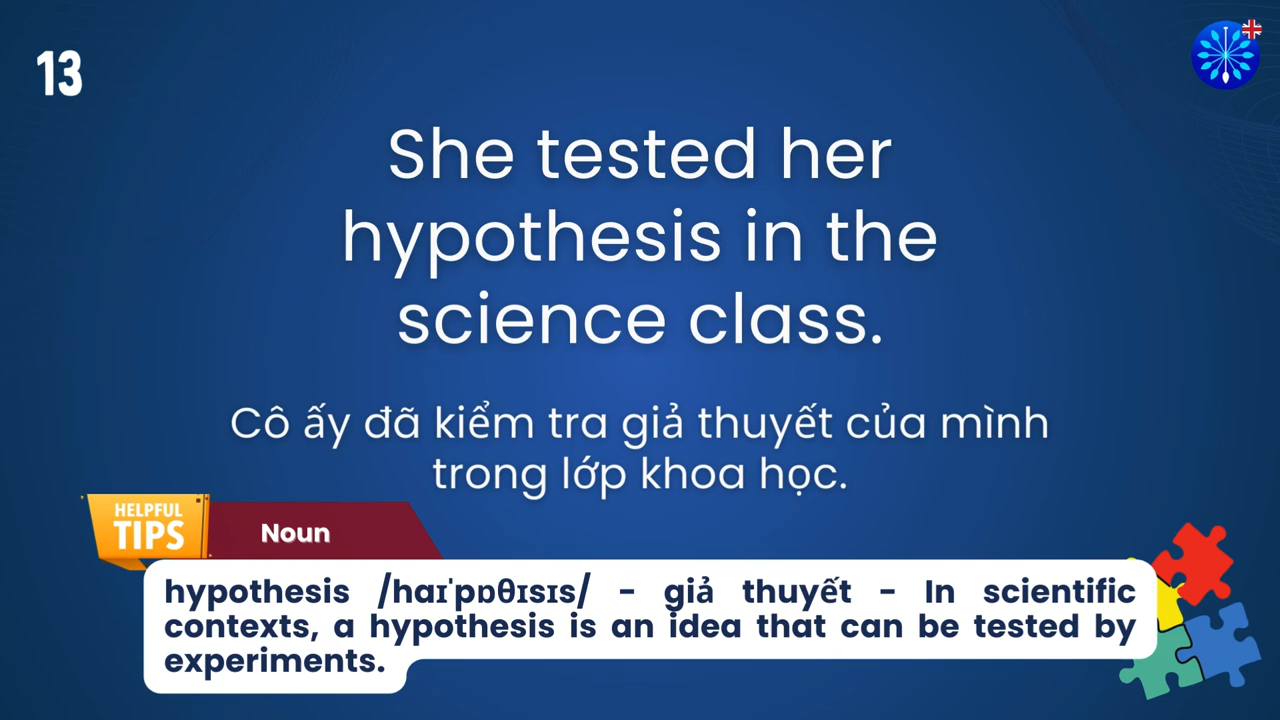 13
She tested her
hypothesis in the
science class.
Cô ấy đã kiểm tra giả thuyết của mình
trong lớp khoa học.
HELPFUL
TIPS
Noun
hypothesis /haɪˈpɒθɪsɪs/ - giả thuyết - In scientific
contexts, a hypothesis is an idea that can be tested by
experiments.